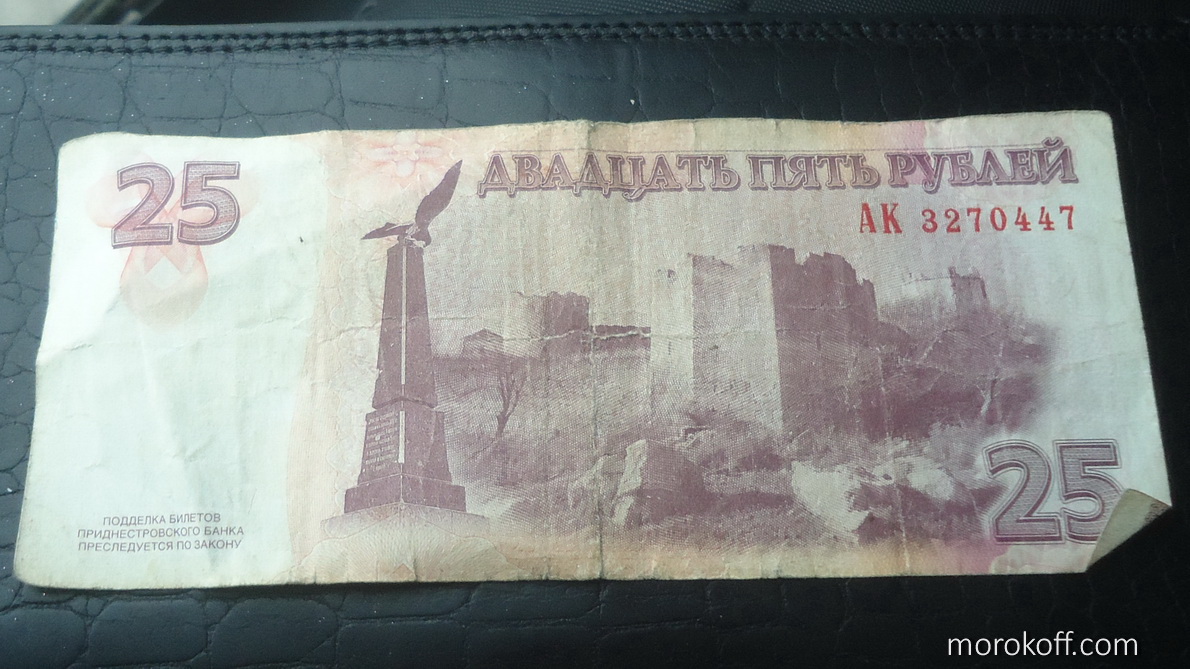 25
ДВАДЦАТЬ ПЯТЬ РУБЛЕЙ
АК 3270447
25
ПОДДЕЛКА БИЛЕТОВ
ПРИДНЕСТРОВСКОГО БАНКА
ПРЕСЛЕДУЕТСЯ ПО ЗАКОНУ
morokoff.com